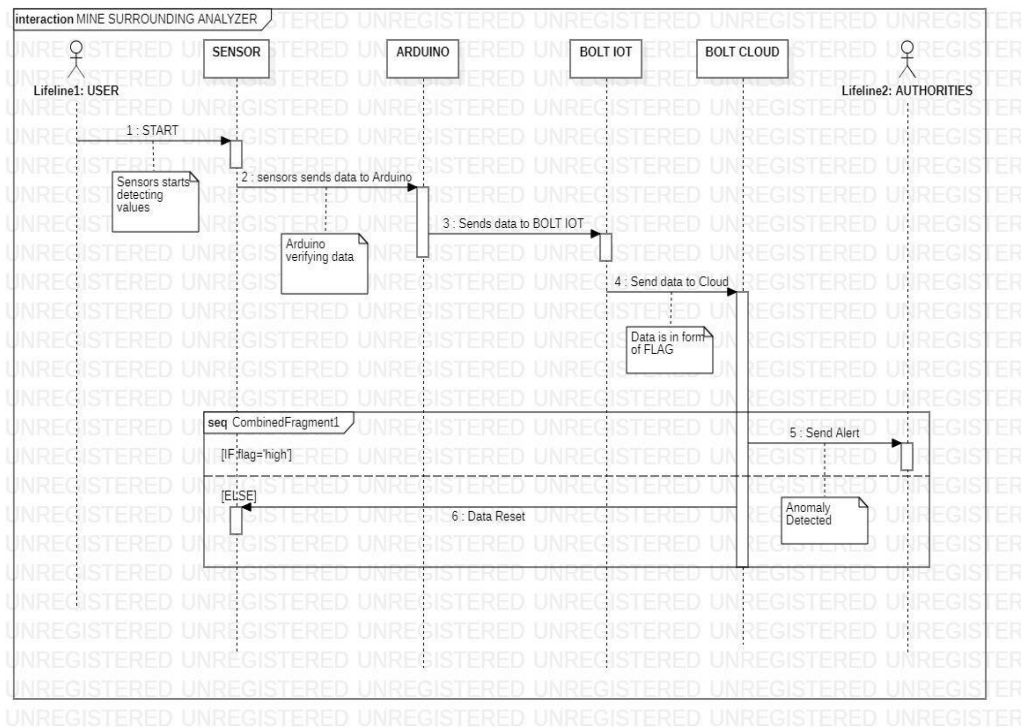 interaction MINE SURROUNDING ANALYZER
SENSOR
ARDUINO
BOLT IOT
BOLT CLOUD
Lifeline1: USER
Lifeline2: AUTHORITIES
1 : START
Sensors starts
detecting
values
2 : sensors sends data to Arduino
Arduino
verifying data
3 : Sends data to BOLT IOT
4 : Send data to Cloud
Data is in form
of FLAG
seq CombinedFragment1
[IF flag='high']
5 : Send Alert
[ELSE]
6 : Data Reset
Anomaly
Detected
UNREGISTERED